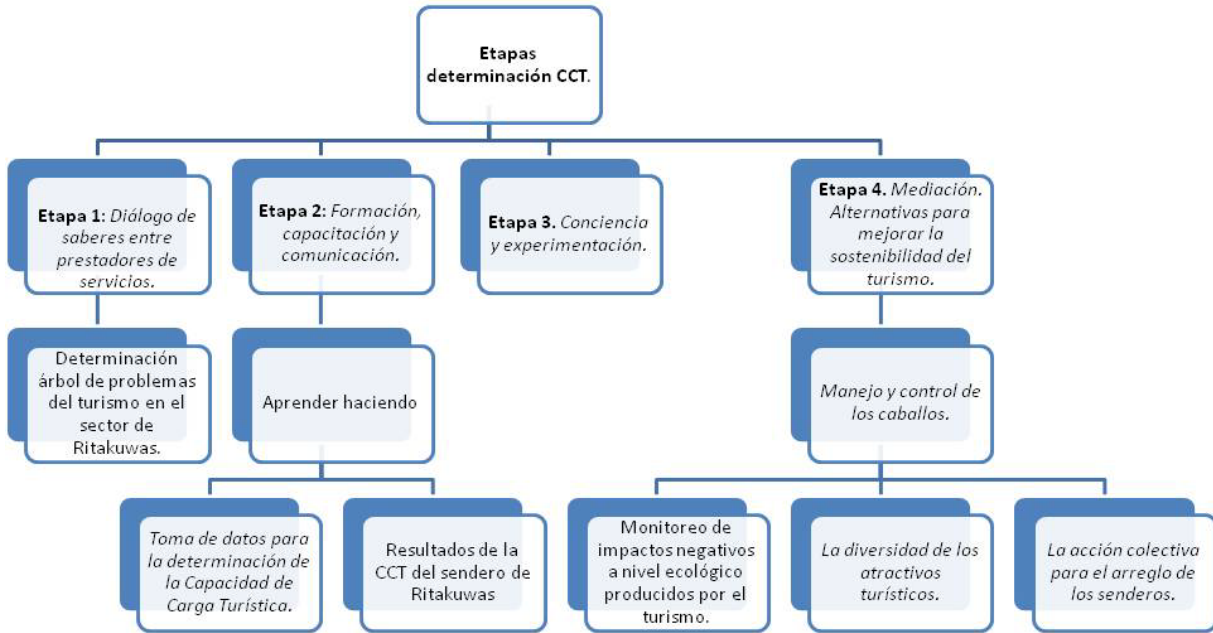 Etapas
determinación CCT.
Etapa 1: Diálogo de
saberes entre
prestadores de
servicios.
Etapa 2: Formación,
capacitación y
comunicación.
Etapa 3. Conciencia
y experimentación.
Etapa 4. Mediación.
Alternativas para
mejorar la
sostenibilidad del
turismo.
Determinación
árbol de problemas
del turismo en el
sector de
Ritakuwas.
Aprender haciendo
Manejo y control de
los caballos.
Toma de datos para
la determinación de
la Capacidad de
Carga Turística.
Resultados de la
CCT del sendero de
Ritakuwas
Monitoreo de
impactos negativos
a nivel ecológico
producidos por el
turismo.
La diversidad de los
atractivos
turísticos.
La acción colectiva
para el arreglo de
los senderos.